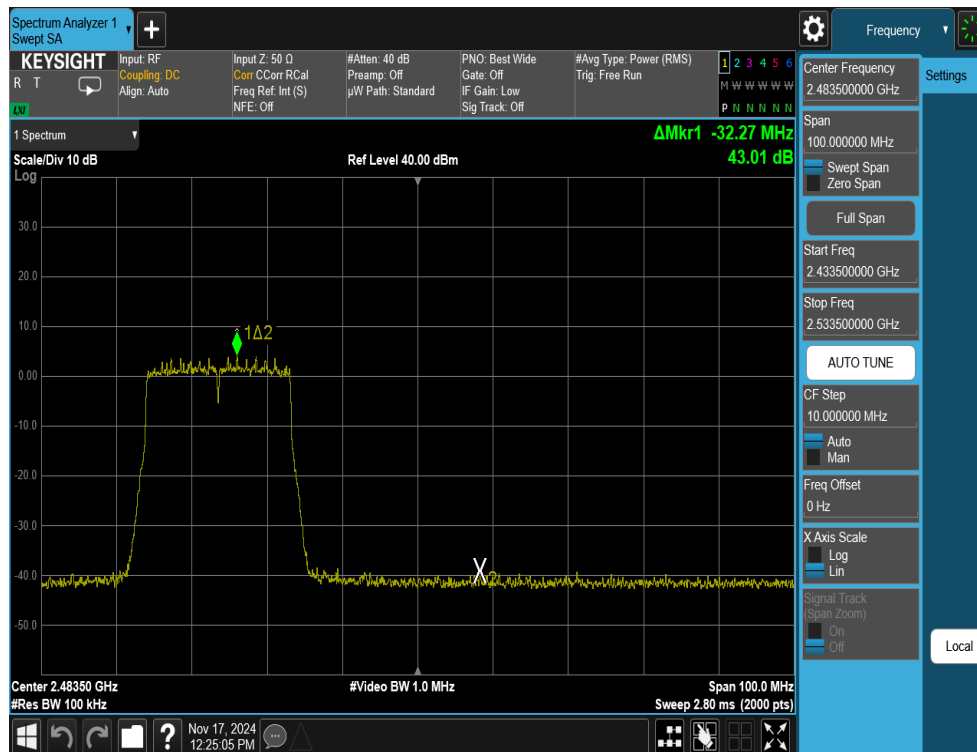 Spectrum Analyzer 1
Swept SA
+
Frequency
KEYSIGHT
R T
LXI
Input: RF
Coupling: DC
Align: Auto
Input Z: 50 Ω
Corr CCorr RCal
Freq Ref: Int (S)
NFE: Off
#Atten: 40 dB
Preamp: Off
µW Path: Standard
PNO: Best Wide
Gate: Off
IF Gain: Low
Sig Track: Off
#Avg Type: Power (RMS)
Trig: Free Run
1 2 3 4 5 6
M W W W W W
P N N N N N
1 Spectrum
ΔMkr1 -32.27 MHz
43.01 dB
Scale/Div 10 dB
Ref Level 40.00 dBm
Log
30.0
20.0
10.0
0.00
-10.0
-20.0
-30.0
-40.0
-50.0
1Δ2
X
Center 2.48350 GHz
#Video BW 1.0 MHz
Span 100.0 MHz
#Res BW 100 kHz
Sweep 2.80 ms (2000 pts)
Center Frequency
2.483500000 GHz
Span
100.000000 MHz
Swept Span
Zero Span
Full Span
Start Freq
2.433500000 GHz
Stop Freq
2.533500000 GHz
AUTO TUNE
CF Step
10.000000 MHz
Auto
Man
Freq Offset
0 Hz
X Axis Scale
Log
Lin
Signal Track
(Span Zoom)
On
Off
Settings
Local
?
Nov 17, 2024
12:25:05 PM